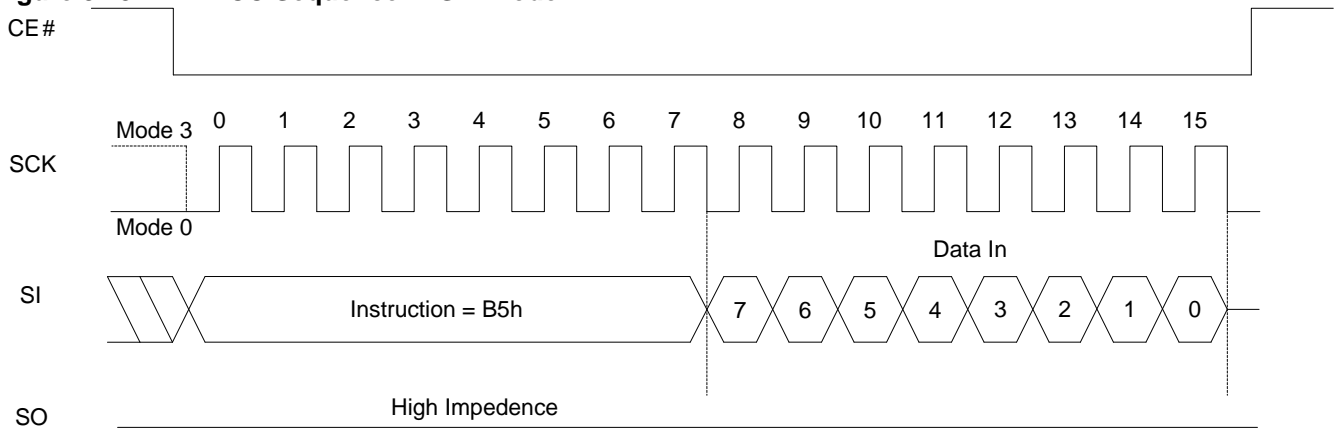 CE#
Mode 3
0 1 2 3 4 5 6 7 8 9 10 11 12 13 14 15
SCK
Mode 0
Data In
SI
Instruction = B5h
7 6 5 4 3 2 1 0
High Impedence
SO